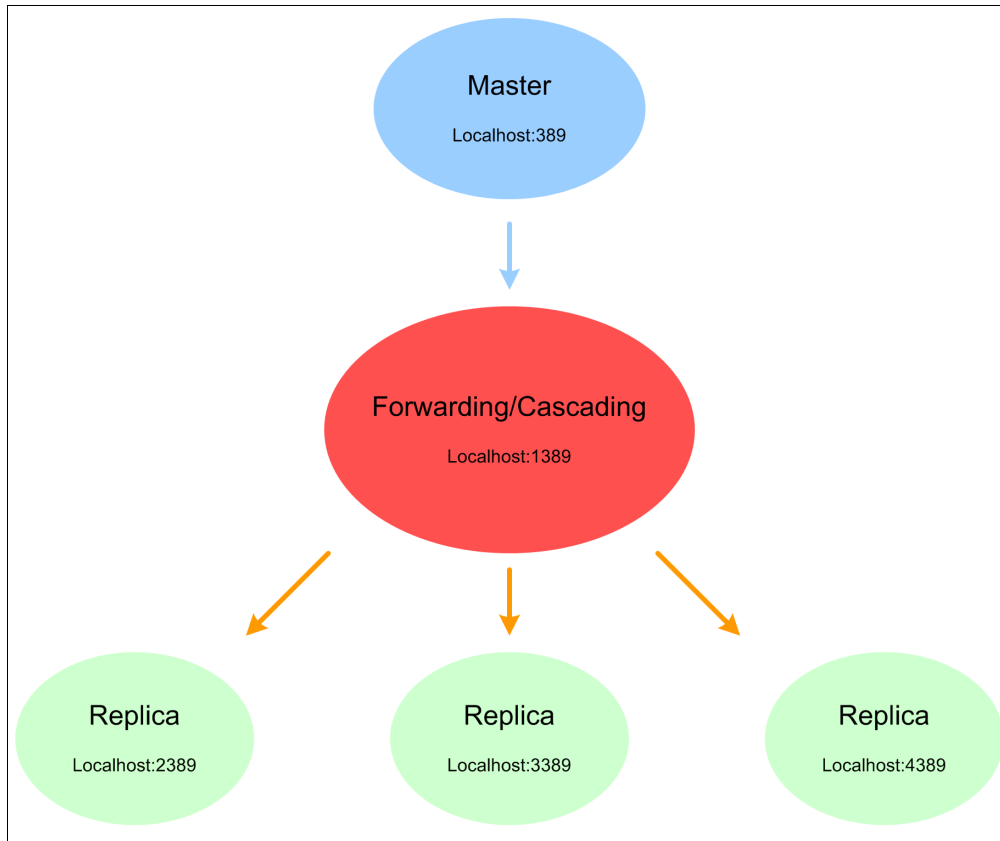 Master
Localhost:389
Forwarding/Cascading
Localhost:1389
Replica
Localhost:2389
Replica
Localhost:3389
Replica
Localhost:4389